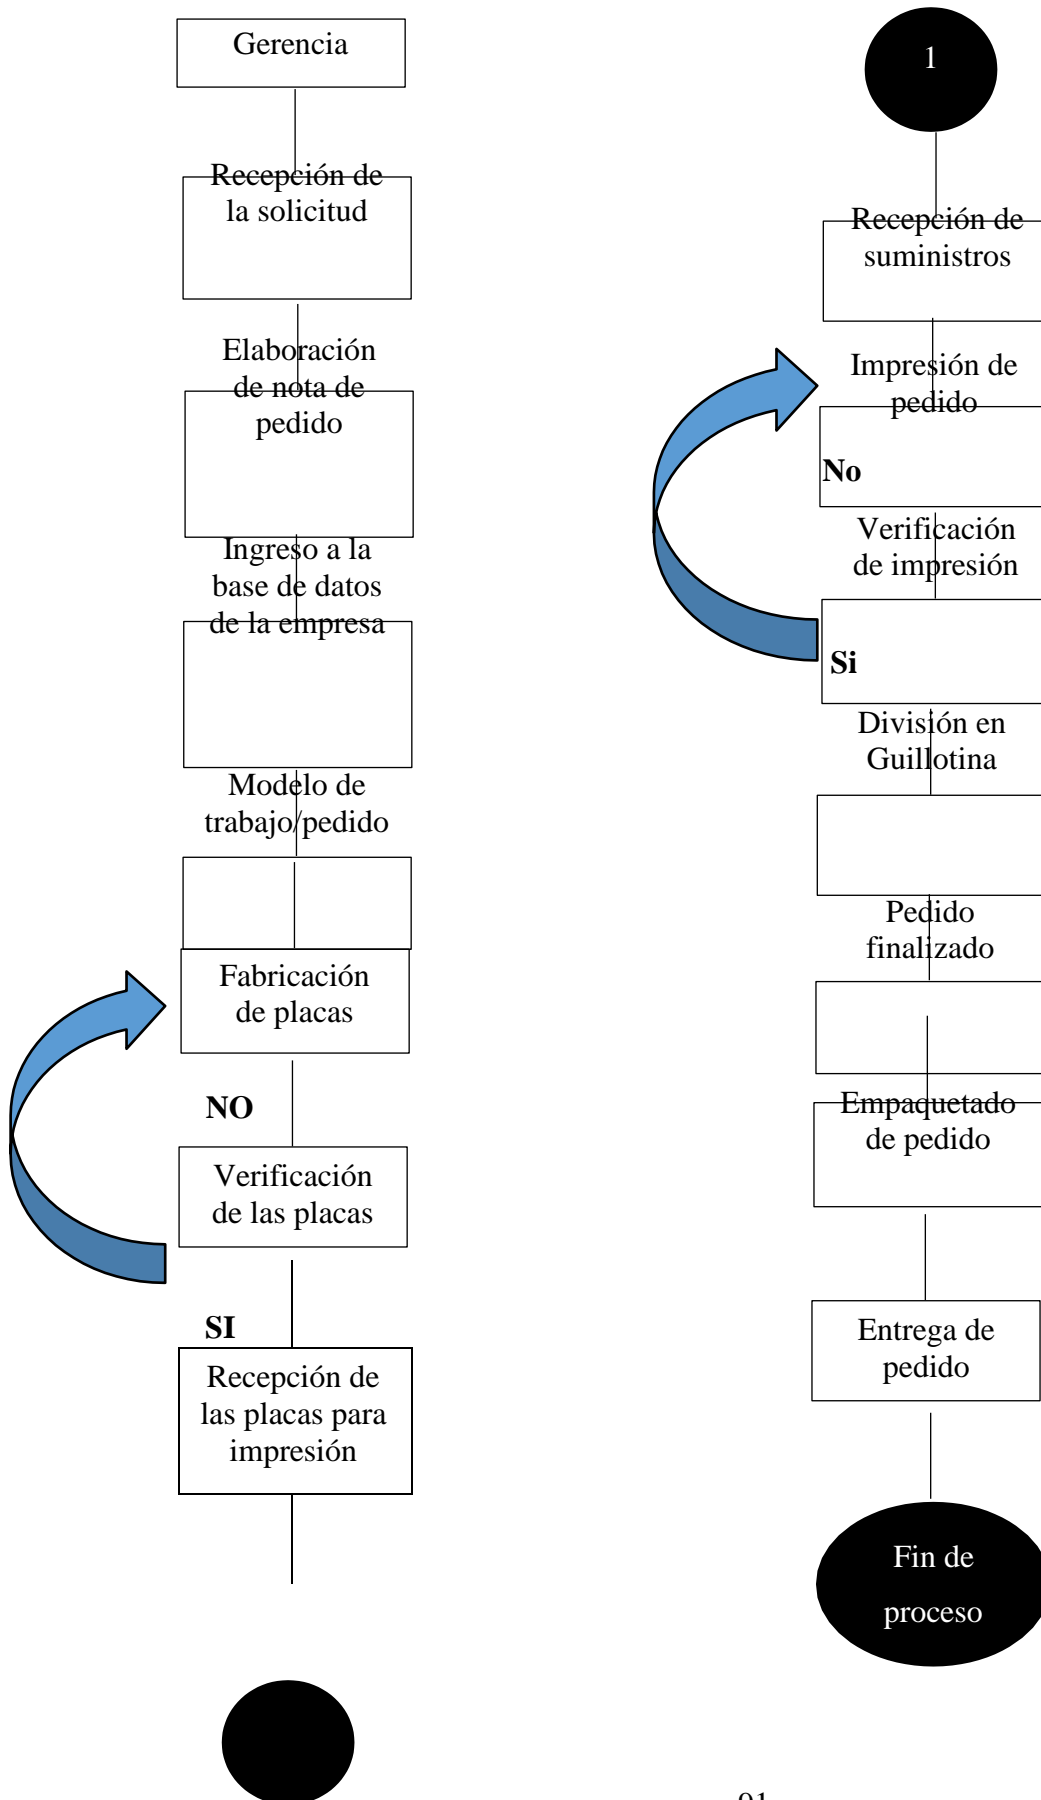 Gerencia
Recepción de
la solicitud
Elaboración
de nota de
pedido
Ingreso a la
base de datos
de la empresa
Modelo de
trabajo/pedido
Fabricación
de placas
NO
Verificación
de las placas
SI
Recepción de
las placas para
impresión
1
Recepción de
suministros
Impresión de
pedido
No
Verificación
de impresión
Si
División en
Guillotina
Pedido
finalizado
Empaquetado
de pedido
Entrega de
pedido
Fin de
proceso